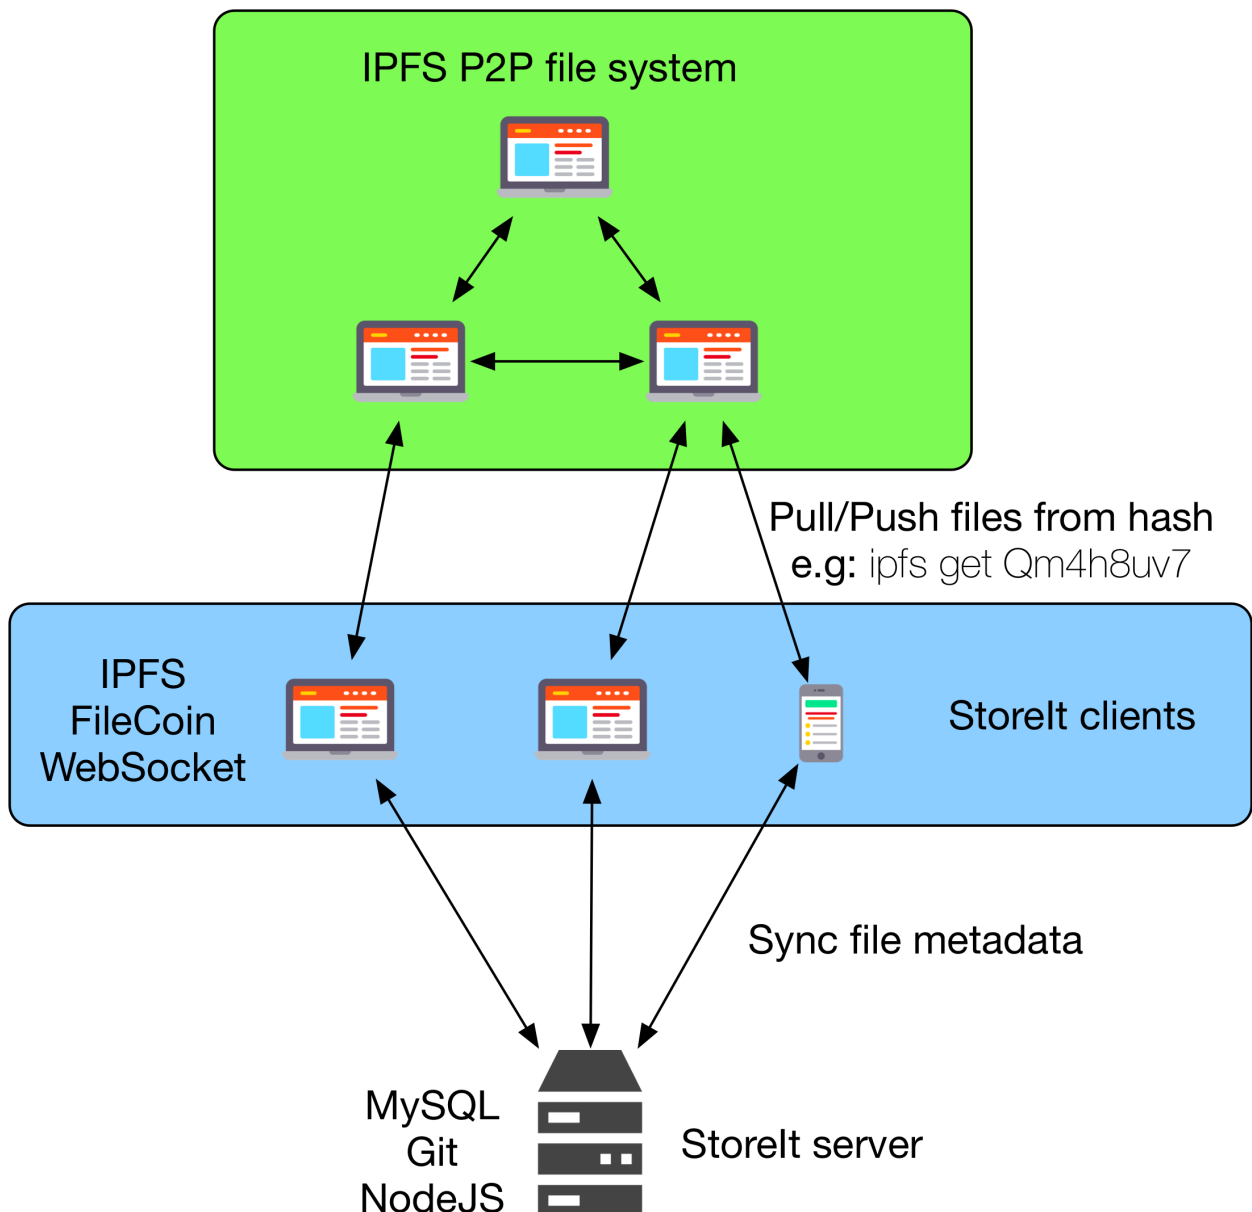 IPFS P2P file system
Pull/Push files from hash
e.g: ipfs get Qm4h8uv7
IPFS
FileCoin
WebSocket
StoreIt clients
Sync file metadata
MySQL
Git
NodeJS
StoreIt server